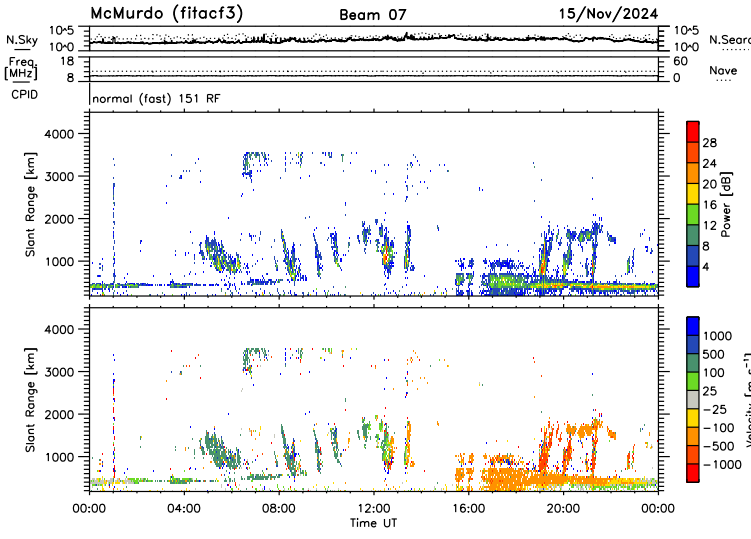 McMurdo (fitacf3) Beam 07 15/Nov/2024
N.Sky 10^5 10^0 10^5 10^0 N.Searc
Freq. [MHz] 18 8 60 0 Nave
CPID normal (fast) 151 RF
Slant Range [km] 4000 3000 2000 1000
28 24 20 16 12 8 4 Power [dB]
Slant Range [km] 4000 3000 2000 1000
1000 500 100 25 -25 -100 -500 -1000 Velocity [m s^-1]
00:00 04:00 08:00 12:00 16:00 20:00 00:00
Time UT